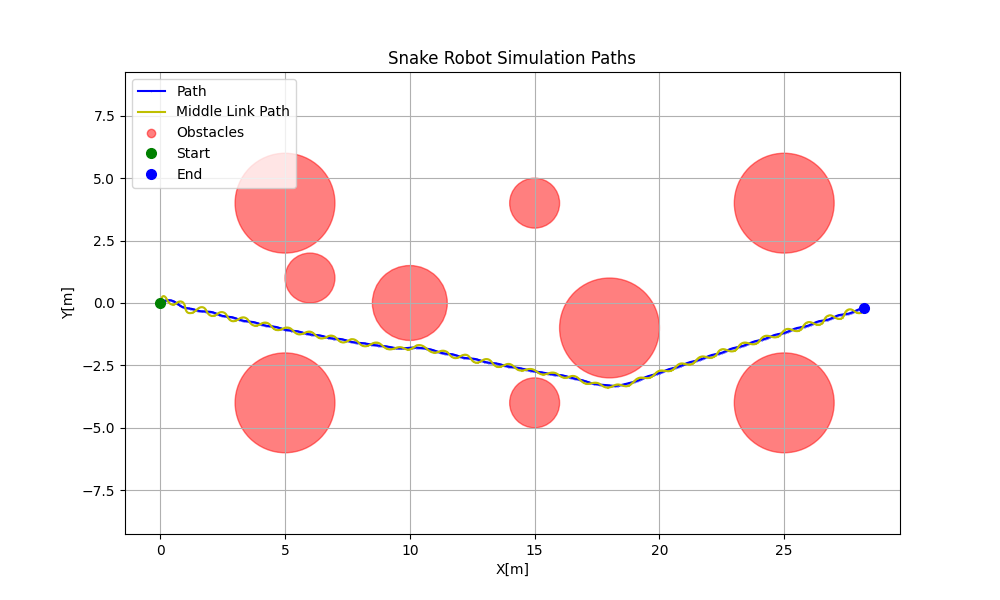 Snake Robot Simulation Paths
Path
Middle Link Path
Obstacles
Start
End
7.5
5.0
2.5
0.0
−2.5
−5.0
−7.5
Y[m]
0 5 10 15 20 25
X[m]